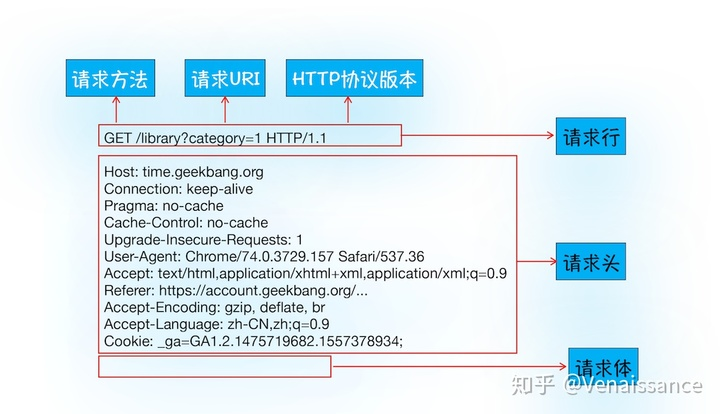 请求方法
请求URI
HTTP协议版本
GET /library?category=1 HTTP/1.1
请求行
Host: time.geekbang.org
Connection: keep-alive
Pragma: no-cache
Cache-Control: no-cache
Upgrade-Insecure-Requests: 1
User-Agent: Chrome/74.0.3729.157 Safari/537.36
Accept: text/html,application/xhtml+xml,application/xml;q=0.9
Referer: https://account.geekbang.org/...
Accept-Encoding: gzip, deflate, br
Accept-Language: zh-CN,zh;q=0.9
Cookie: _ga=GA1.2.1475719682.1557378934;
请求头
请求体
知乎 @Venaissance